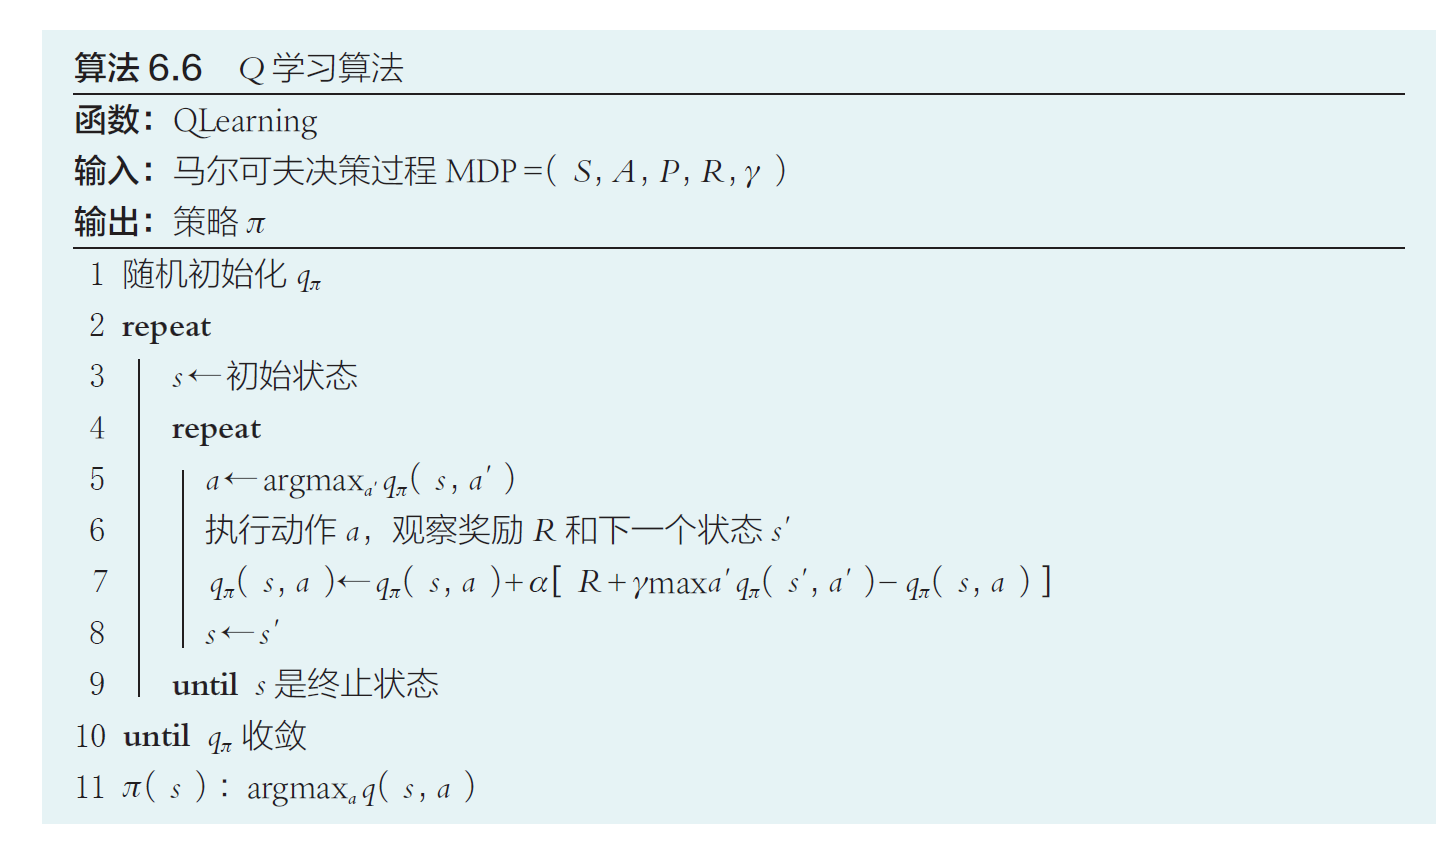 算法 6.6 Q 学习算法
函数：QLearning
输入：马尔可夫决策过程 MDP =( S, A, P, R, γ )
输出：策略 π
1 随机初始化 qπ
2 repeat
3 s←初始状态
4 repeat
5 a←argmaxa′ qπ( s, a′ )
6 执行动作 a，观察奖励 R 和下一个状态 s′
7 qπ( s, a )←qπ( s, a )+α[ R+γmaxa′ qπ( s′, a′ )− qπ( s, a ) ]
8 s←s′
9 until s 是终止状态
10 until qπ 收敛
11 π( s )：argmaxa q( s, a )